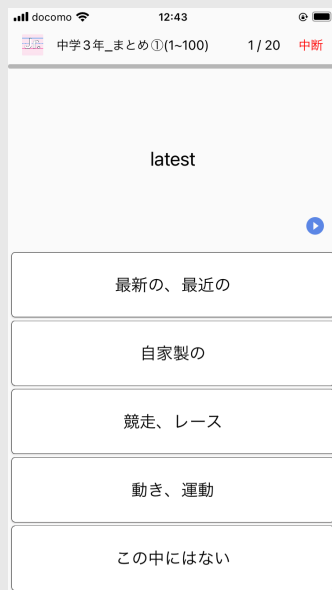 docomo 12:43
中学3年_まとめ①(1~100) 1 / 20 中断
latest
最新の、最近の
自家製の
競走、レース
動き、運動
この中にはない